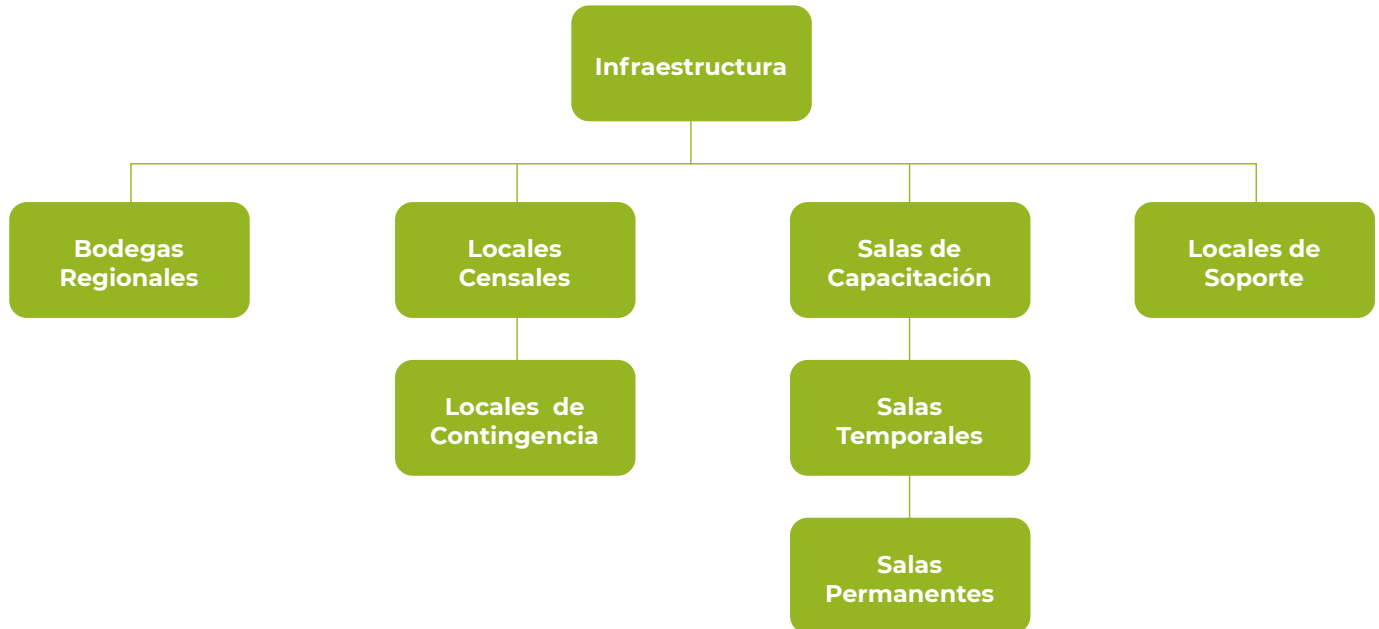 Infraestructura
Bodegas
Regionales
Locales
Censales
Salas de
Capacitación
Locales de
Soporte
Locales de
Contingencia
Salas
Temporales
Salas
Permanentes